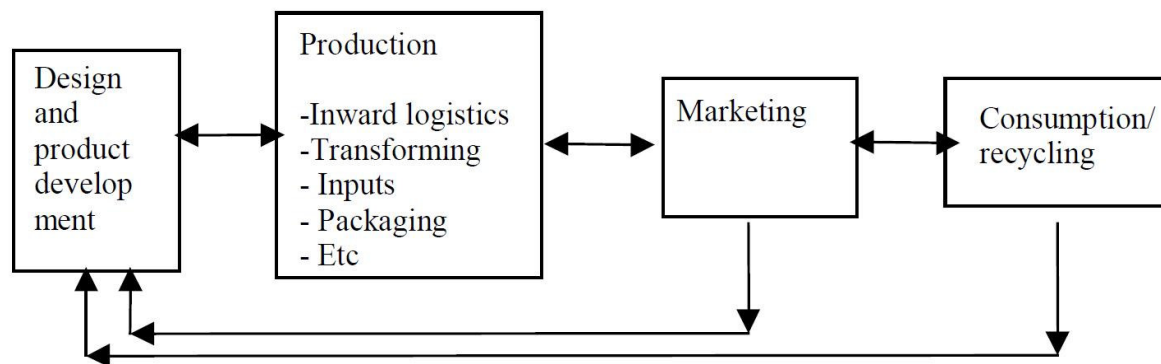 Design
and
product
develop
ment
Production
-Inward logistics
-Transforming
- Inputs
- Packaging
- Etc
Marketing
Consumption/
recycling